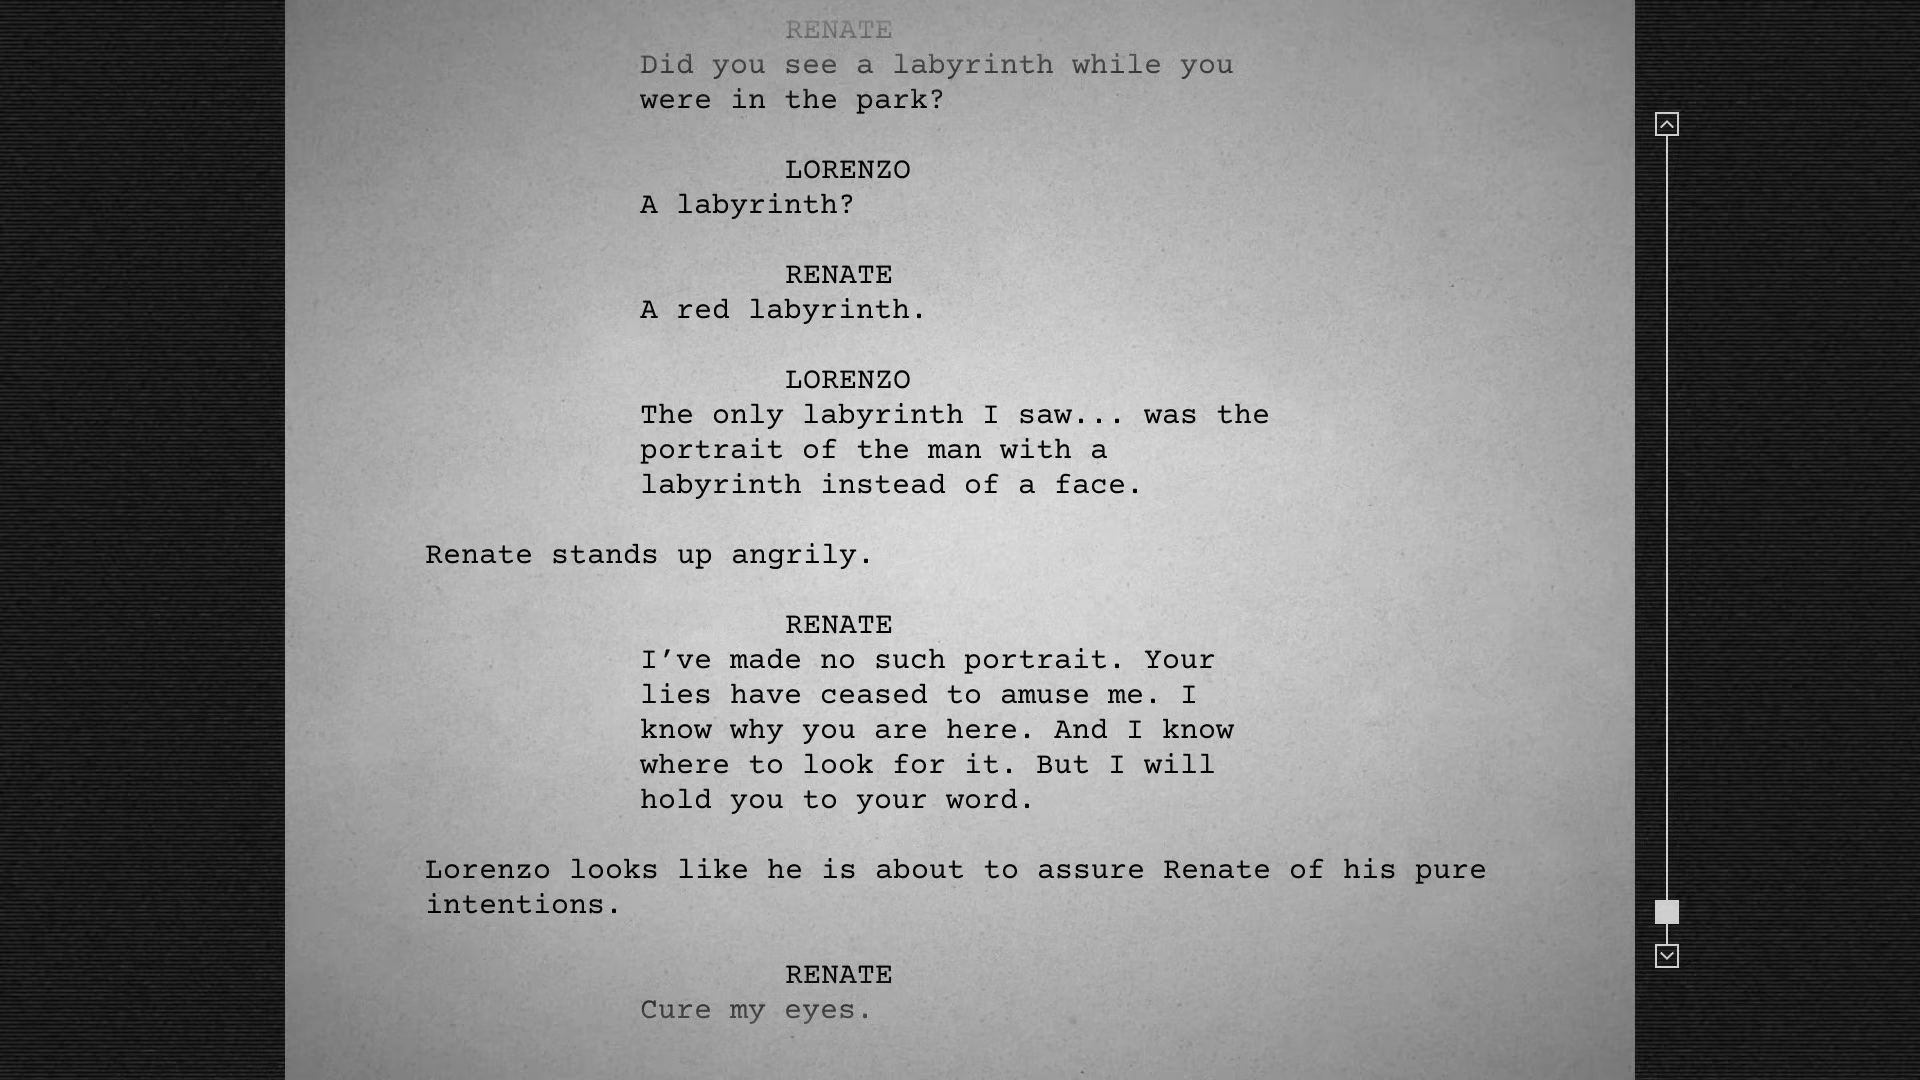 RENATE
Did you see a labyrinth while you
were in the park?
LORENZO
A labyrinth?
RENATE
A red labyrinth.
LORENZO
The only labyrinth I saw... was the
portrait of the man with a
labyrinth instead of a face.
Renate stands up angrily.
RENATE
I’ve made no such portrait. Your
lies have ceased to amuse me. I
know why you are here. And I know
where to look for it. But I will
hold you to your word.
Lorenzo looks like he is about to assure Renate of his pure
intentions.
RENATE
Cure my eyes.